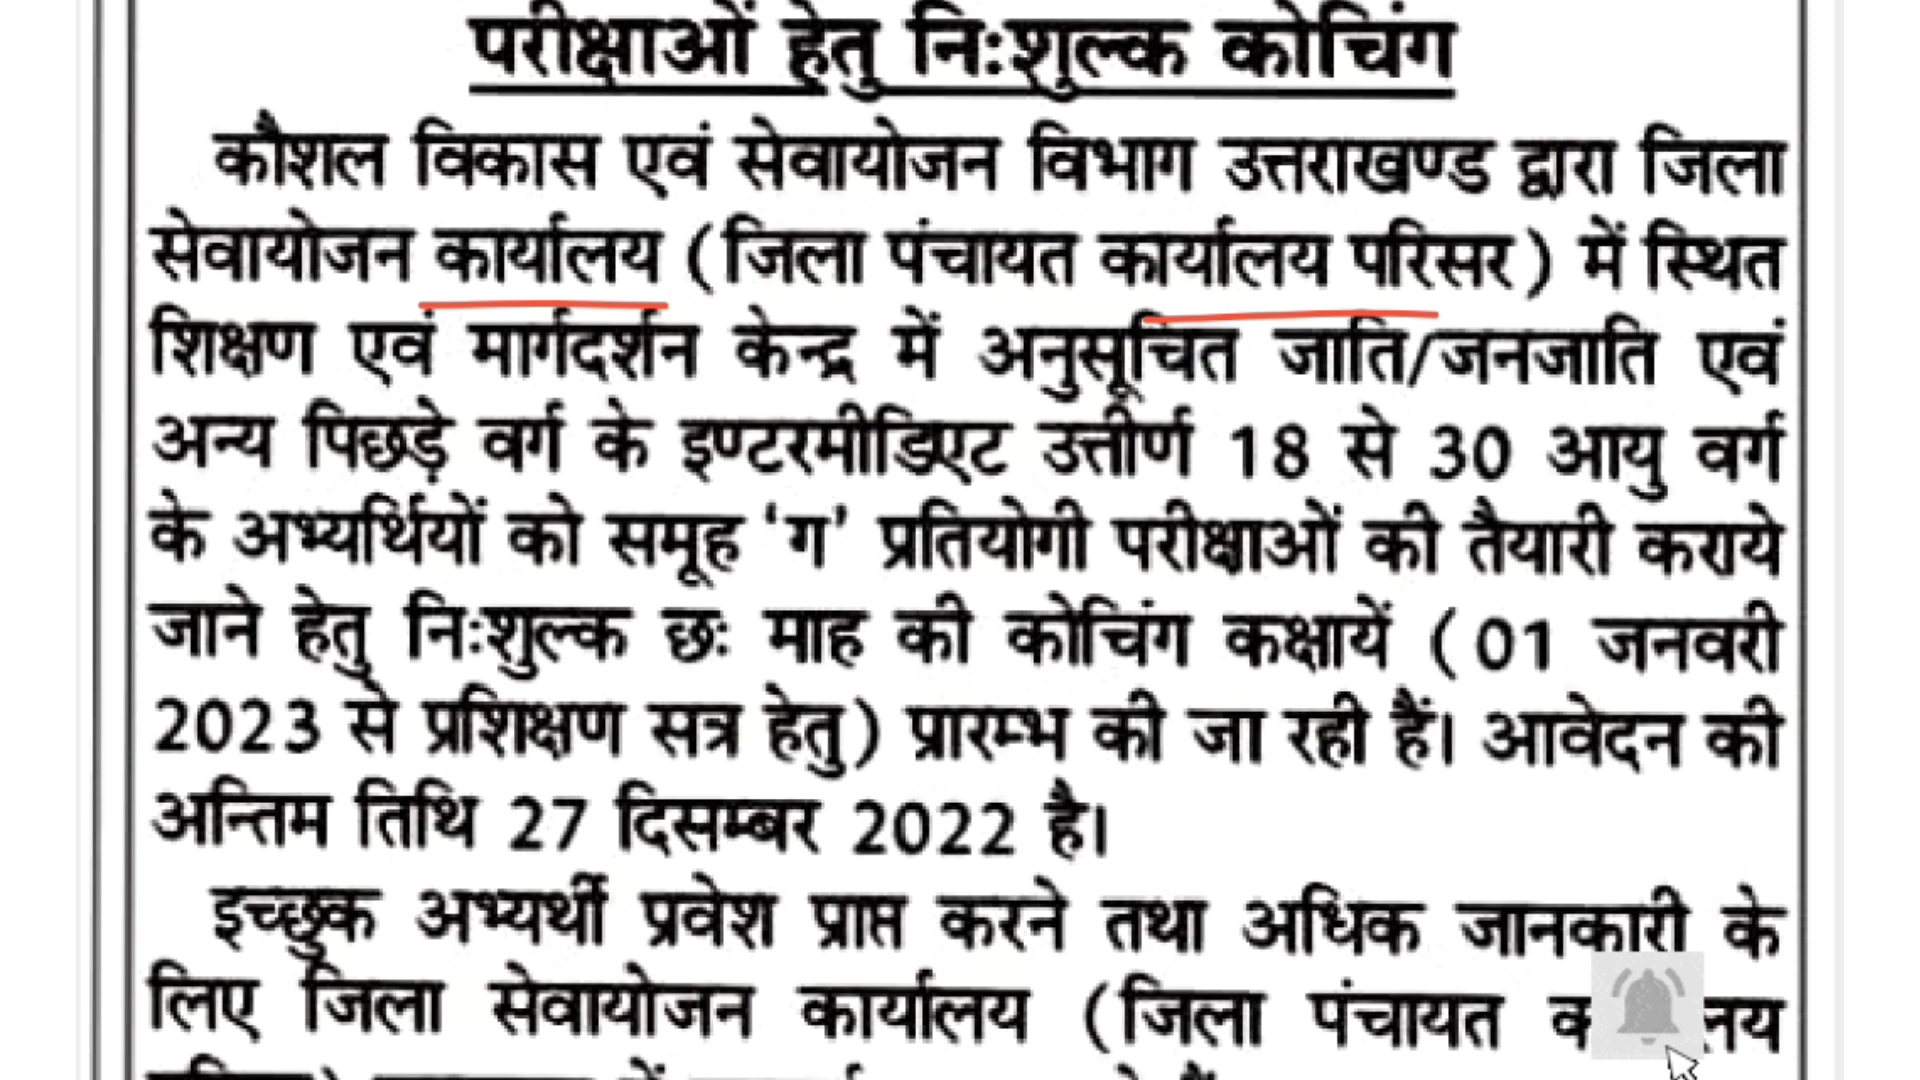 परीक्षाओं हेतु निःशुल्क कोचिंग
कौशल विकास एवं सेवायोजन विभाग उत्तराखण्ड द्वारा जिला
सेवायोजन कार्यालय (जिला पंचायत कार्यालय परिसर) में स्थित
शिक्षण एवं मार्गदर्शन केन्द्र में अनुसूचित जाति/जनजाति एवं
अन्य पिछड़े वर्ग के इण्टरमीडिएट उत्तीर्ण 18 से 30 आयु वर्ग
के अभ्यर्थियों को समूह ‘ग’ प्रतियोगी परीक्षाओं की तैयारी कराये
जाने हेतु निःशुल्क छः माह की कोचिंग कक्षायें (01 जनवरी
2023 से प्रशिक्षण सत्र हेतु) प्रारम्भ की जा रही हैं। आवेदन की
अन्तिम तिथि 27 दिसम्बर 2022 है।
इच्छुक अभ्यर्थी प्रवेश प्राप्त करने तथा अधिक जानकारी के
लिए जिला सेवायोजन कार्यालय (जिला पंचायत